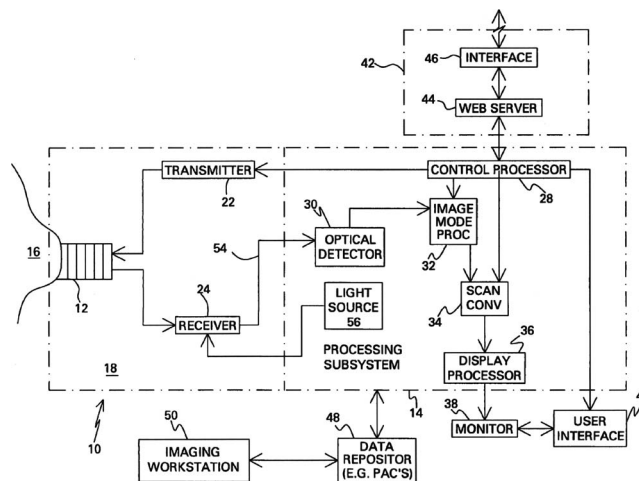 42
46
INTERFACE
44
WEB SERVER
TRANSMITTER
22
CONTROL PROCESSOR
28
16
30
54
OPTICAL
DETECTOR
IMAGE
MODE
PROC
32
12
24
RECEIVER
LIGHT
SOURCE
56
SCAN
CONV
34
36
PROCESSING
SUBSYSTEM
DISPLAY
PROCESSOR
18
14
10
50
IMAGING
WORKSTATION
48
DATA
REPOSITOR
(E.G. PAC'S)
38
MONITOR
USER
INTERFACE